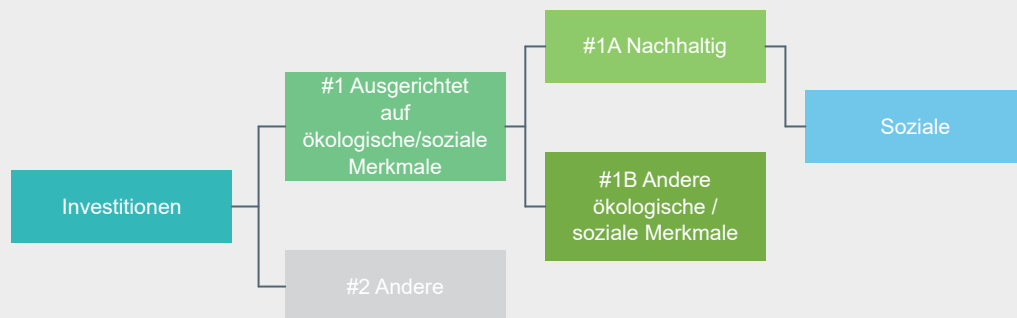 Investitionen
#1 Ausgerichtet
auf
ökologische/soziale
Merkmale
#2 Andere
#1A Nachhaltig
#1B Andere
ökologische /
soziale Merkmale
Soziale